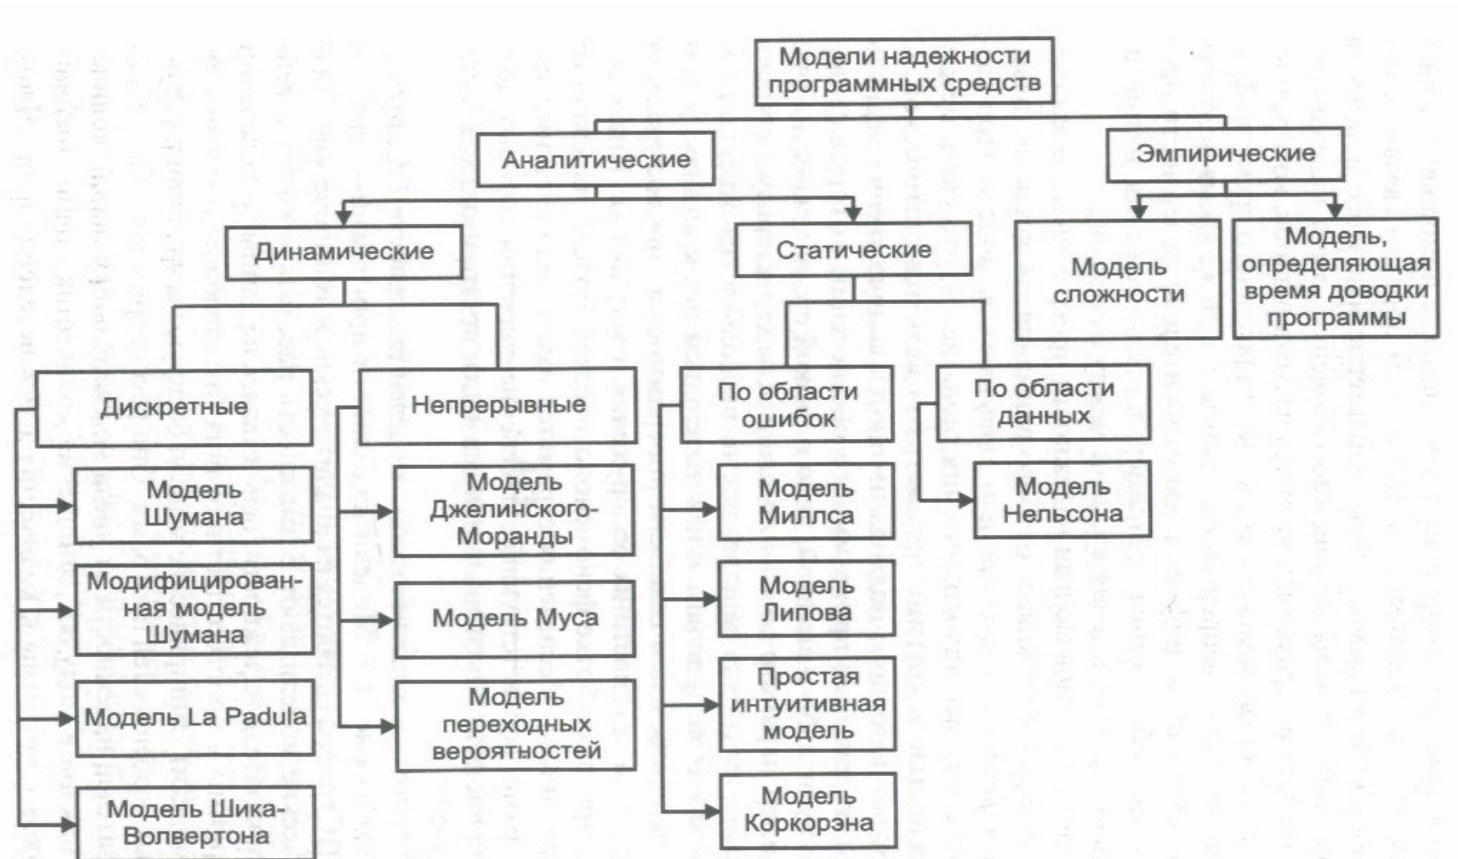 Модели надежности
программных средств
Аналитические
Эмпирические
Динамические
Статические
Модель
сложности
Модель,
определяющая
время доводки
программы
Дискретные
Непрерывные
По области
ошибок
По области
данных
Модель
Шумана
Модифицирован-
ная модель
Шумана
Модель La Padula
Модель Шика-
Волвертона
Модель
Джелинского-
Моранды
Модель Муса
Модель
переходных
вероятностей
Модель
Миллса
Модель
Липова
Простая
интуитивная
модель
Модель
Коркорэна
Модель
Нельсона